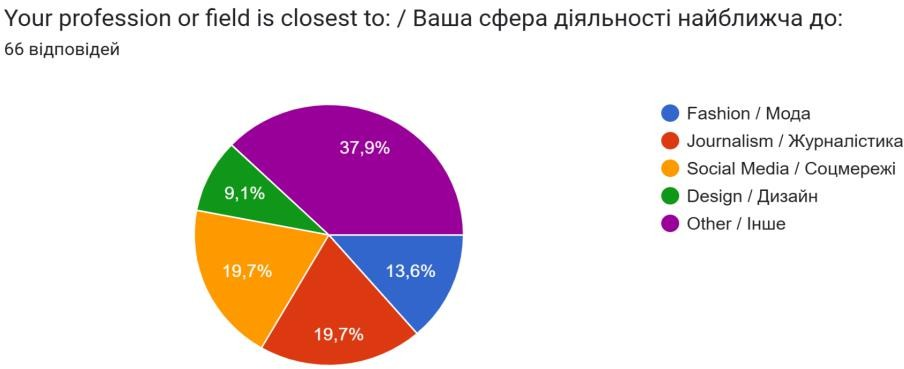 Your profession or field is closest to: / Ваша сфера діяльності найближча до:
66 відповідей
37,9%
9,1%
19,7%
13,6%
19,7%
Fashion / Мода
Journalism / Журналістика
Social Media / Соцмережі
Design / Дизайн
Other / Інше